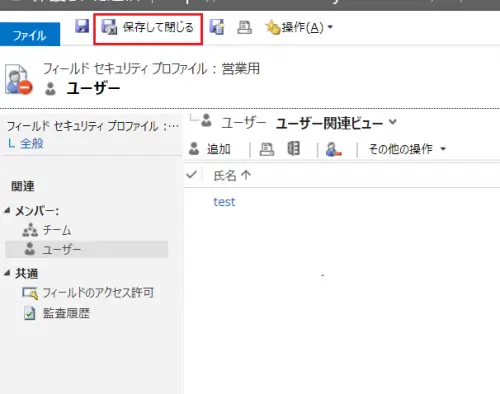 ファイル
保存して閉じる
操作(A)
フィールド セキュリティ プロファイル : 営業用
ユーザー
フィールド セキュリティ プロファイル :…
全般
関連
メンバー:
チーム
ユーザー
共通
フィールドのアクセス許可
監査履歴
ユーザー ユーザー関連ビュー
追加
その他の操作
氏名 ↑
test